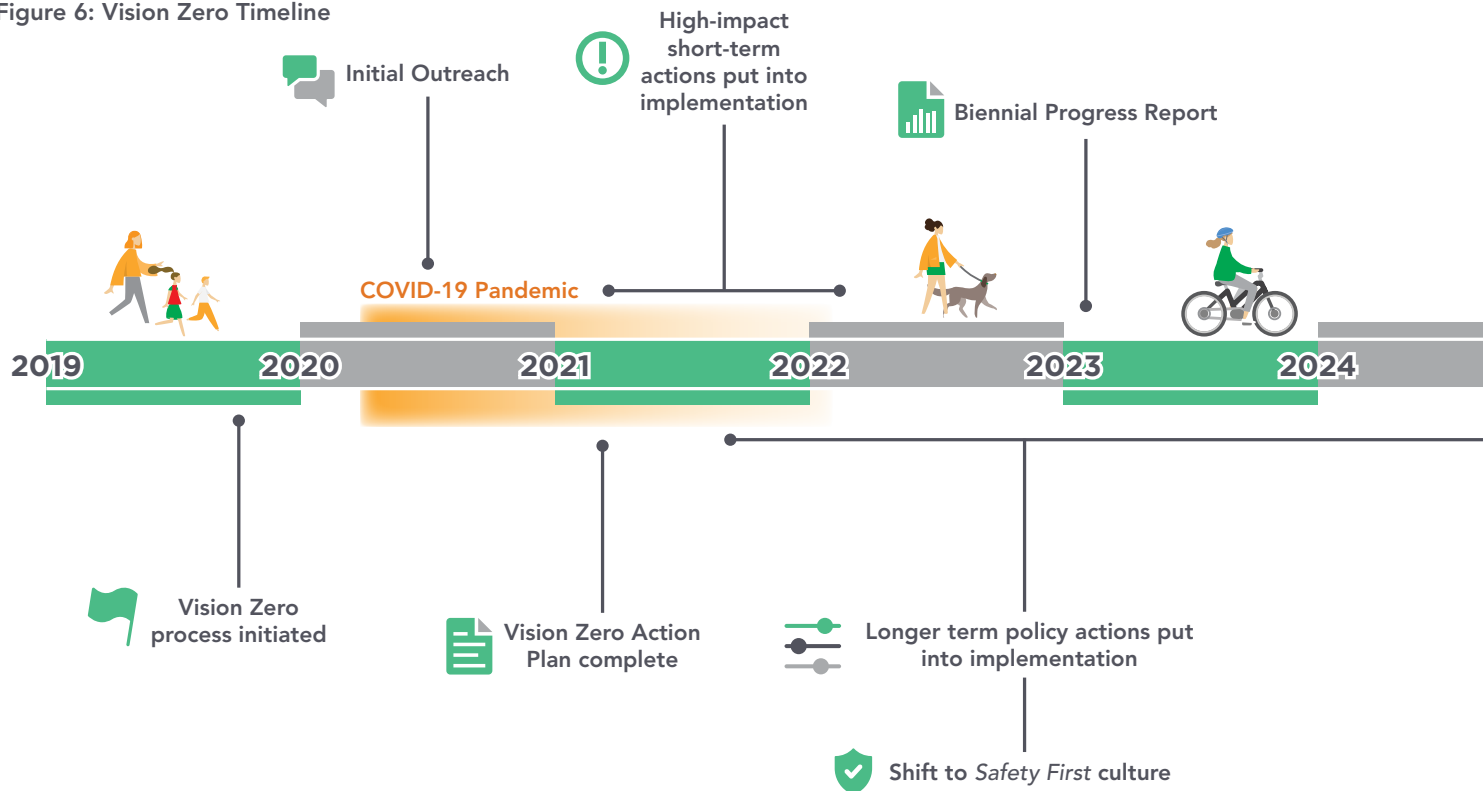 Figure 6: Vision Zero Timeline
Initial Outreach
High-impact
short-term
actions put into
implementation
Biennial Progress Report
COVID-19 Pandemic
2019
2020
2021
2022
2023
2024
Vision Zero
process initiated
Vision Zero Action
Plan complete
Longer term policy actions put
into implementation
Shift to Safety First culture